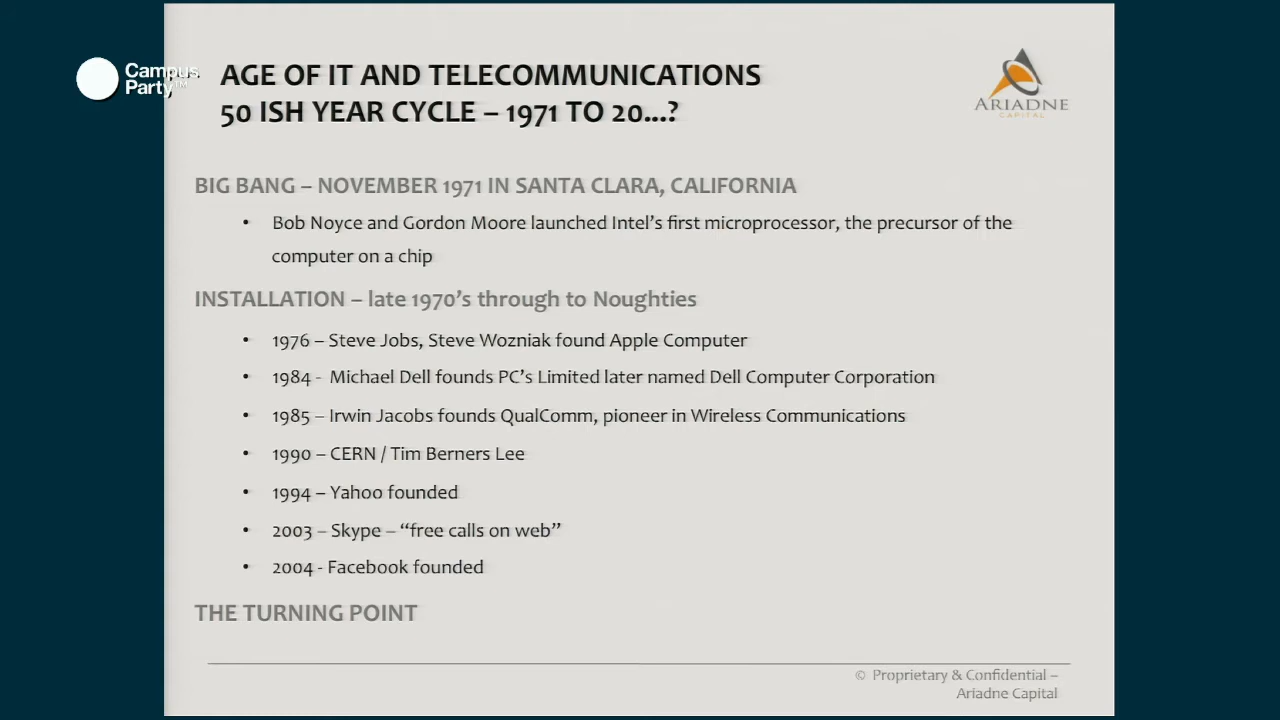 Campus
Party™
AGE OF IT AND TELECOMMUNICATIONS
50 ISH YEAR CYCLE – 1971 TO 20...?
ARIADNE
CAPITAL
BIG BANG – NOVEMBER 1971 IN SANTA CLARA, CALIFORNIA
• Bob Noyce and Gordon Moore launched Intel's first microprocessor, the precursor of the
computer on a chip
INSTALLATION – late 1970's through to Noughties
• 1976 – Steve Jobs, Steve Wozniak found Apple Computer
• 1984 - Michael Dell founds PC's Limited later named Dell Computer Corporation
• 1985 – Irwin Jacobs founds QualComm, pioneer in Wireless Communications
• 1990 – CERN / Tim Berners Lee
• 1994 – Yahoo founded
• 2003 – Skype – “free calls on web”
• 2004 - Facebook founded
THE TURNING POINT
© Proprietary & Confidential –
Ariadne Capital